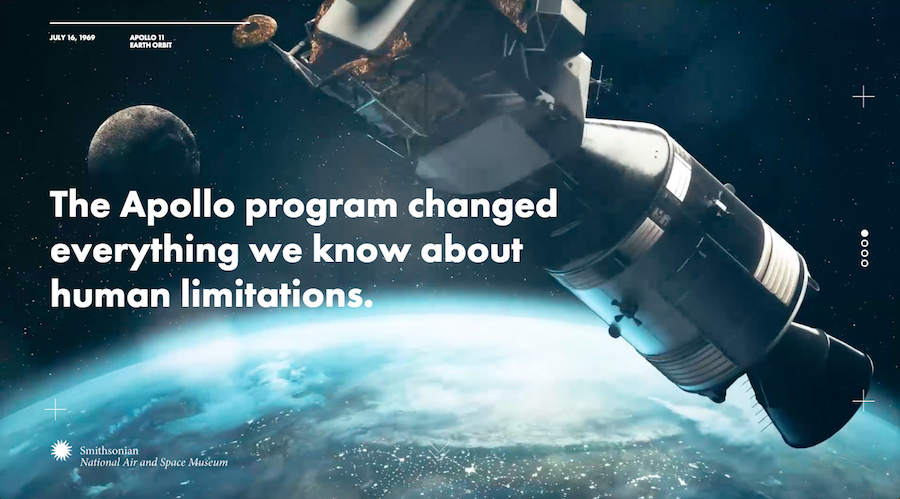 JULY 16, 1969
APOLLO 11
EARTH ORBIT
The Apollo program changed
everything we know about
human limitations.
Smithsonian
National Air and Space Museum